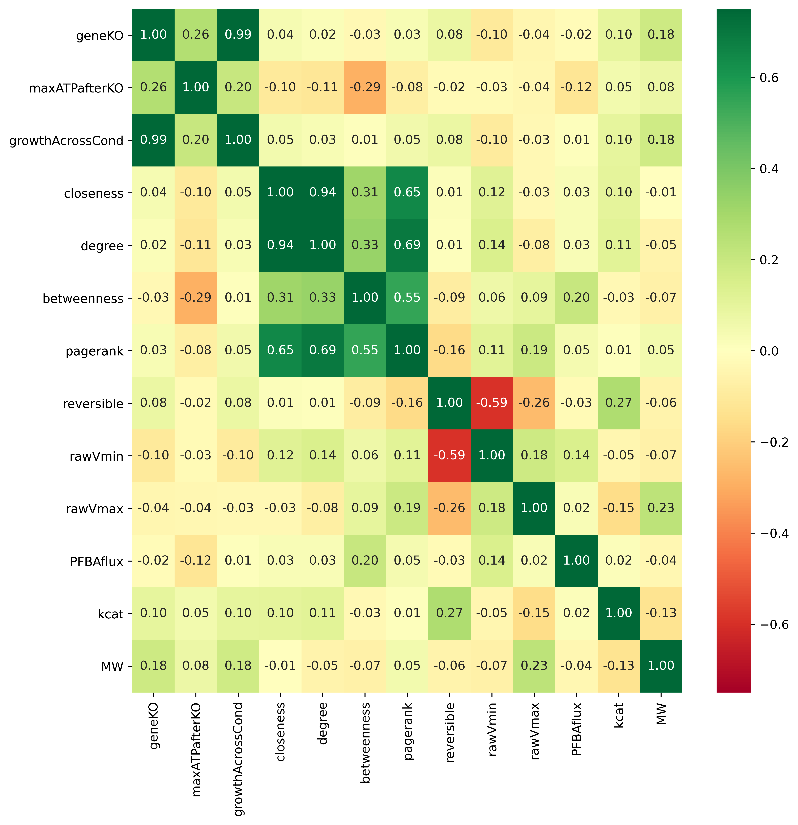 geneKO 1.00 0.26 0.99 0.04 0.02 -0.03 0.03 0.08 -0.10 -0.04 -0.02 0.10 0.18
maxATPafterKO 0.26 1.00 0.20 -0.10 -0.11 -0.29 -0.08 -0.02 -0.03 -0.04 -0.12 0.05 0.08
growthAcrossCond 0.99 0.20 1.00 0.05 0.03 0.01 0.05 0.08 -0.10 -0.03 0.01 0.10 0.18
closeness 0.04 -0.10 0.05 1.00 0.94 0.31 0.65 0.01 0.12 -0.03 0.03 0.10 -0.01
degree 0.02 -0.11 0.03 0.94 1.00 0.33 0.69 0.01 0.14 -0.08 0.03 0.11 -0.05
betweenness -0.03 -0.29 0.01 0.31 0.33 1.00 0.55 -0.09 0.06 0.09 0.20 -0.03 -0.07
pagerank 0.03 -0.08 0.05 0.65 0.69 0.55 1.00 -0.16 0.11 0.19 0.05 0.01 0.05
reversible 0.08 -0.02 0.08 0.01 0.01 -0.09 -0.16 1.00 -0.59 -0.26 -0.03 0.27 -0.06
rawVmin -0.10 -0.03 -0.10 0.12 0.14 0.06 0.11 -0.59 1.00 0.18 0.14 -0.05 -0.07
rawVmax -0.04 -0.04 -0.03 -0.03 -0.08 0.09 0.19 -0.26 0.18 1.00 0.02 -0.15 0.23
PFBAflux -0.02 -0.12 0.01 0.03 0.03 0.20 0.05 -0.03 0.14 0.02 1.00 0.02 -0.04
kcat 0.10 0.05 0.10 0.10 0.11 -0.03 0.01 0.27 -0.05 -0.15 0.02 1.00 -0.13
MW 0.18 0.08 0.18 -0.01 -0.05 -0.07 0.05 -0.06 -0.07 0.23 -0.04 -0.13 1.00
geneKO
maxATPafterKO
growthAcrossCond
closeness
degree
betweenness
pagerank
reversible
rawVmin
rawVmax
PFBAflux
kcat
MW
0.6
0.4
0.2
0.0
−0.2
−0.4
−0.6